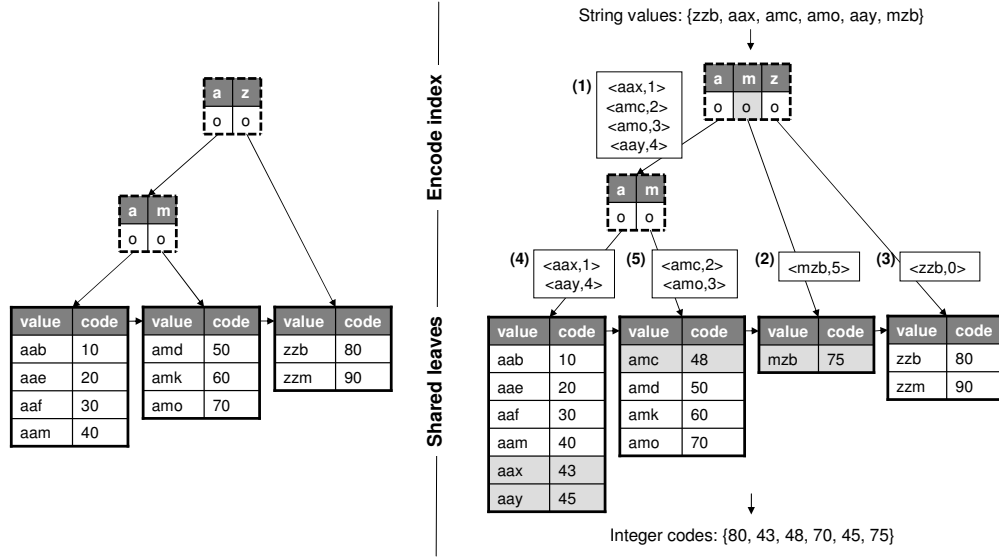 a z
o o
a m
o o
value code
aab 10
aae 20
aaf 30
aam 40
value code
amd 50
amk 60
amo 70
value code
zzb 80
zzm 90
Encode index
Shared leaves
String values: {zzb, aax, amc, amo, aay, mzb}
a m z
o o o
(1)
<aax,1>
<amc,2>
<amo,3>
<aay,4>
a m
o o
(4)
<aax,1>
<aay,4>
(5)
<amc,2>
<amo,3>
(2)
<mzb,5>
(3)
<zzb,0>
value code
aab 10
aae 20
aaf 30
aam 40
aax 43
aay 45
value code
amc 48
amd 50
amk 60
amo 70
value code
mzb 75
value code
zzb 80
zzm 90
Integer codes: {80, 43, 48, 70, 45, 75}